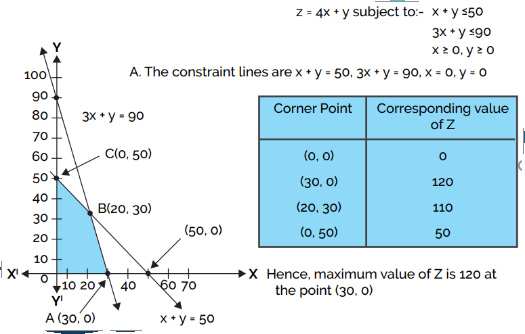 z = 4x + y subject to:- x + y ≤50
3x + y ≤90
x ≥ 0, y ≥ 0
A. The constraint lines are x + y = 50, 3x + y = 90, x = 0, y = 0
Y
100
90
80
70
60
50
40
30
20
10
0
3x + y = 90
C(0, 50)
B(20, 30)
(50, 0)
X'
10 20 40 60 70
X
Y'
A (30, 0)
x + y = 50
Corner Point Corresponding value
of Z
(0, 0) 0
(30, 0) 120
(20, 30) 110
(0, 50) 50
Hence, maximum value of Z is 120 at
the point (30, 0)